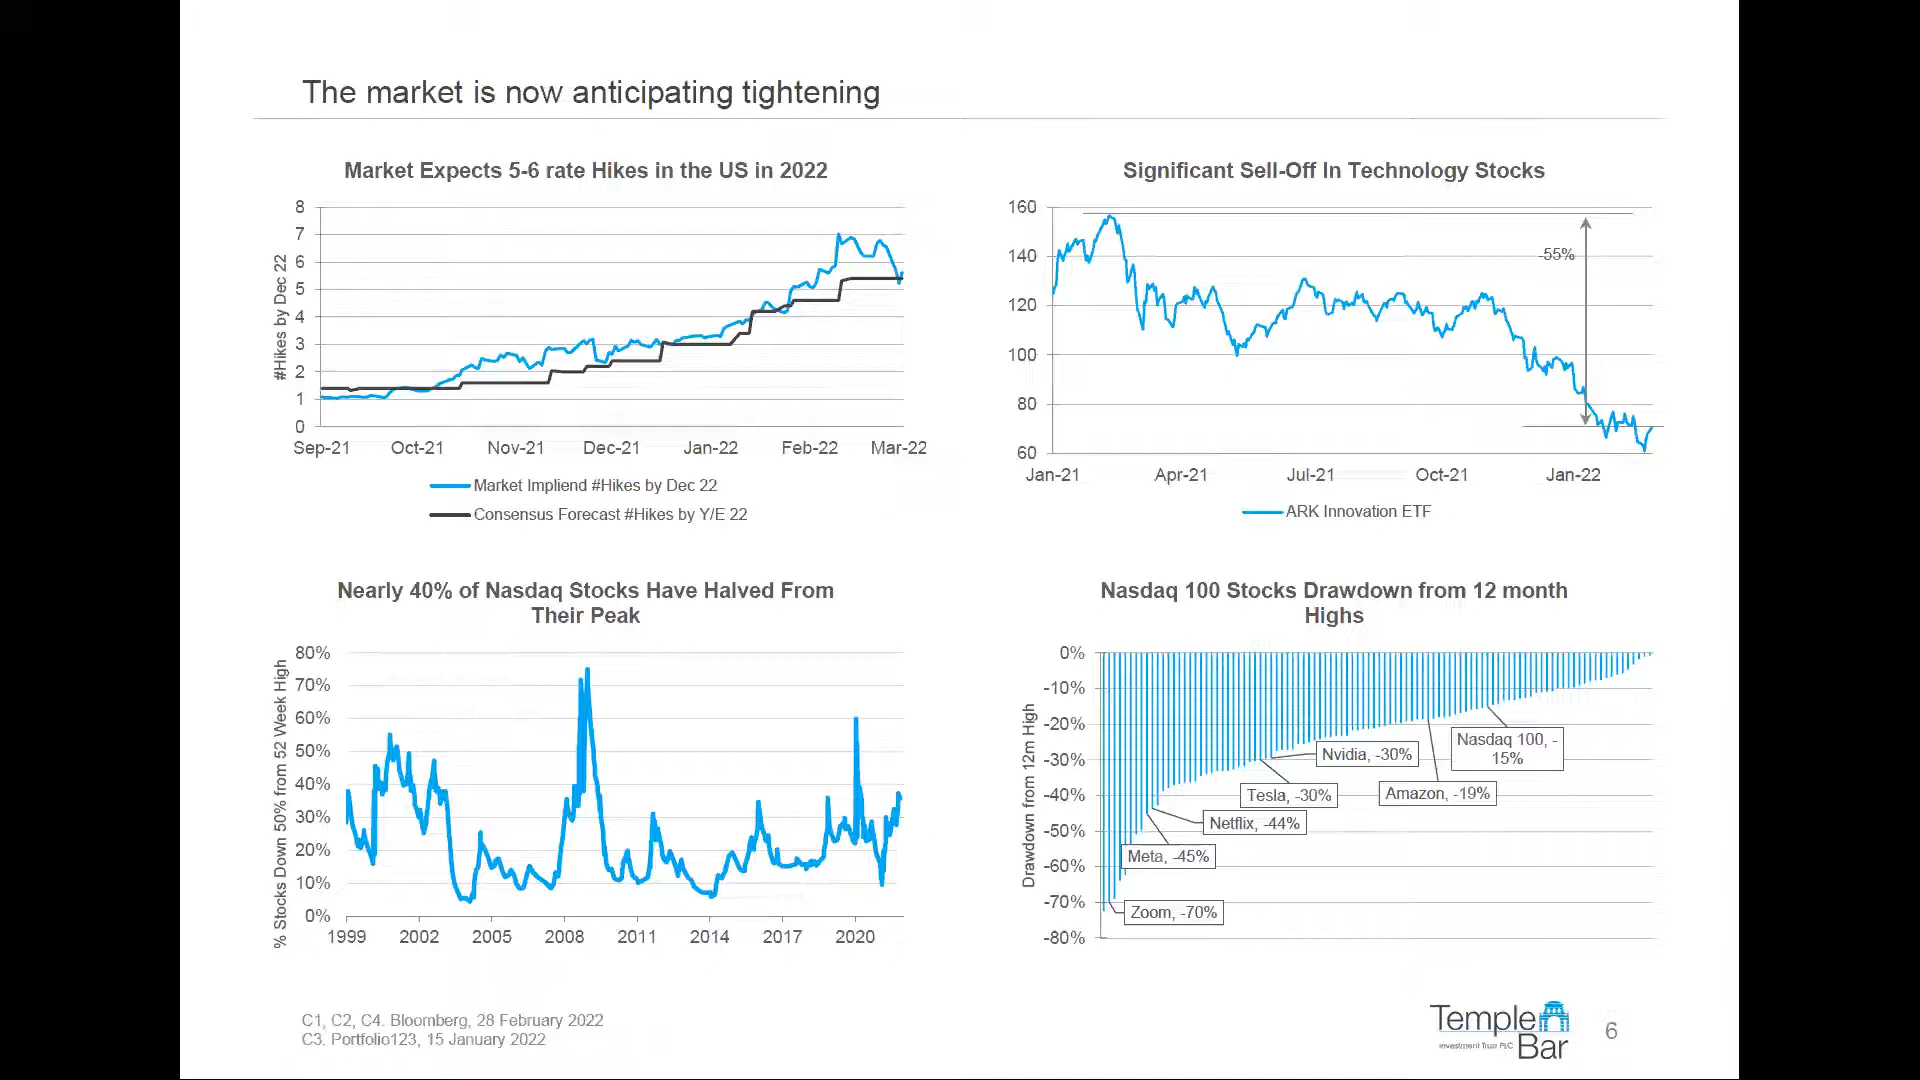 The market is now anticipating tightening
Market Expects 5-6 rate Hikes in the US in 2022
#Hikes by Dec 22
8
7
6
5
4
3
2
1
0
Sep-21 Oct-21 Nov-21 Dec-21 Jan-22 Feb-22 Mar-22
Market Impliend #Hikes by Dec 22
Consensus Forecast #Hikes by Y/E 22
Significant Sell-Off In Technology Stocks
160
140
120
100
80
60
-55%
Jan-21 Apr-21 Jul-21 Oct-21 Jan-22
ARK Innovation ETF
Nearly 40% of Nasdaq Stocks Have Halved From
Their Peak
% Stocks Down 50% from 52 Week High
80%
70%
60%
50%
40%
30%
20%
10%
0%
1999 2002 2005 2008 2011 2014 2017 2020
Nasdaq 100 Stocks Drawdown from 12 month
Highs
Drawdown from 12m High
0%
-10%
-20%
-30%
-40%
-50%
-60%
-70%
-80%
Nasdaq 100, -
15%
Nvidia, -30%
Amazon, -19%
Tesla, -30%
Netflix, -44%
Meta, -45%
Zoom, -70%
C1, C2, C4. Bloomberg, 28 February 2022
C3. Portfolio123, 15 January 2022
Temple
Investment Trust PLC Bar
6